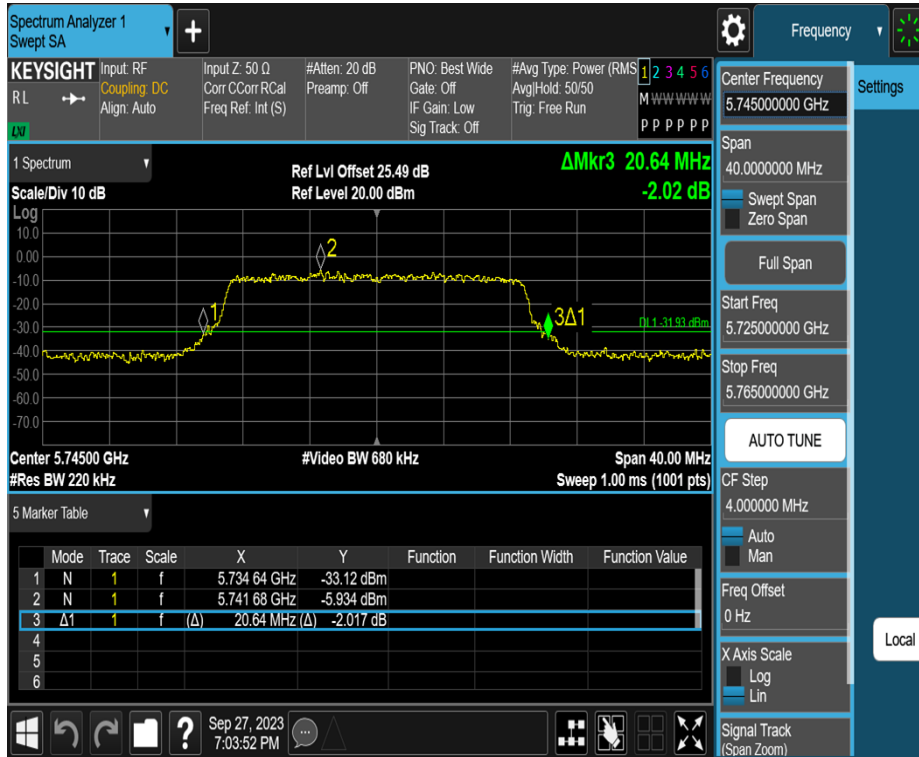 Spectrum Analyzer 1
Swept SA
+
Frequency
KEYSIGHT
RL
LXI
Input: RF
Coupling: DC
Align: Auto
Input Z: 50 Ω
Corr CCorr RCal
Freq Ref: Int (S)
#Atten: 20 dB
Preamp: Off
PNO: Best Wide
Gate: Off
IF Gain: Low
Sig Track: Off
#Avg Type: Power (RMS
Avg|Hold: 50/50
Trig: Free Run
1 2 3 4 5 6
M W W W W W
P P P P P P
1 Spectrum
Scale/Div 10 dB
Ref Lvl Offset 25.49 dB
Ref Level 20.00 dBm
ΔMkr3 20.64 MHz
-2.02 dB
Log
10.0
0.00
-10.0
-20.0
-30.0
-40.0
-50.0
-60.0
-70.0
2
1
3Δ1
DL1 -31.93 dBm
Center 5.74500 GHz
#Res BW 220 kHz
#Video BW 680 kHz
Span 40.00 MHz
Sweep 1.00 ms (1001 pts)
5 Marker Table
Mode Trace Scale X Y Function Function Width Function Value
1 N 1 f 5.734 64 GHz -33.12 dBm
2 N 1 f 5.741 68 GHz -5.934 dBm
3 Δ1 1 f (Δ) 20.64 MHz (Δ) -2.017 dB
4
5
6
Sep 27, 2023
7:03:52 PM
?
Center Frequency
5.745000000 GHz
Span
40.0000000 MHz
Swept Span
Zero Span
Full Span
Start Freq
5.725000000 GHz
Stop Freq
5.765000000 GHz
AUTO TUNE
CF Step
4.000000 MHz
Auto
Man
Freq Offset
0 Hz
X Axis Scale
Log
Lin
Signal Track
(Span Zoom)
Settings
Local